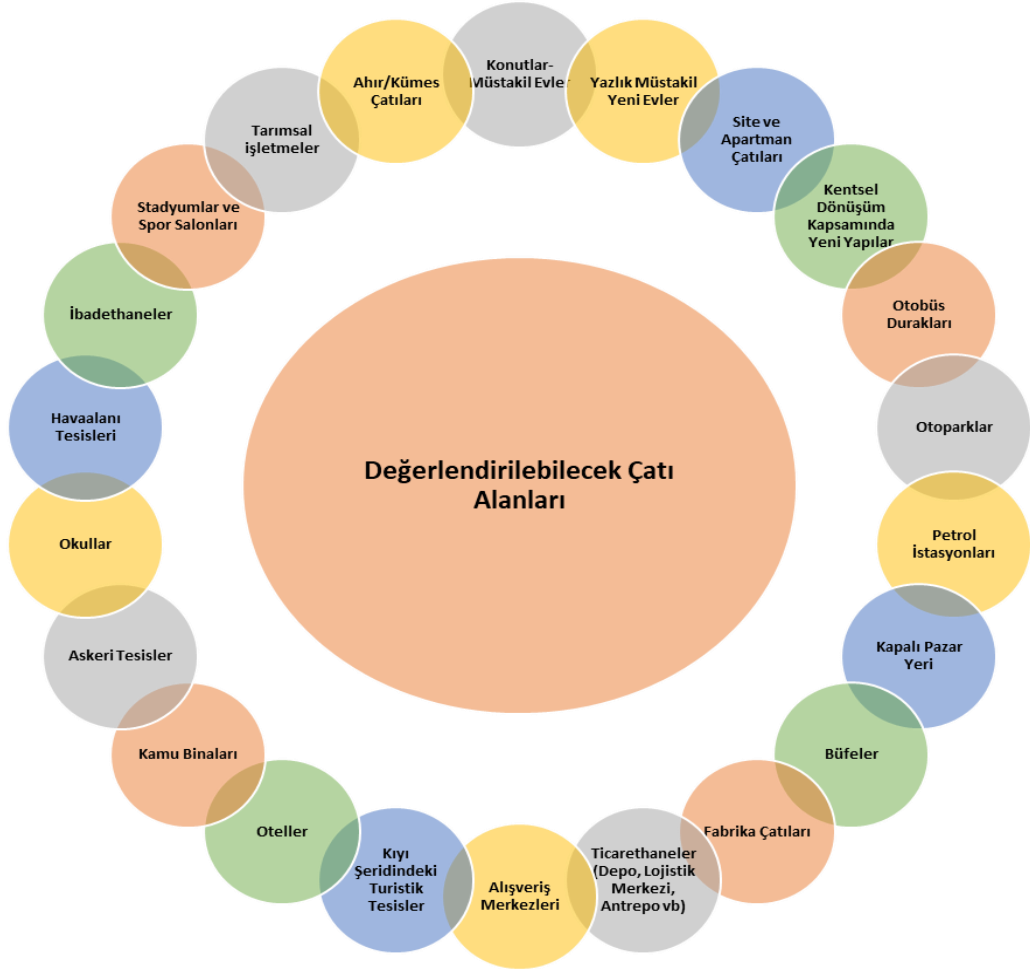 Konutlar-
Müstakil Evler
Yazlık Müstakil
Yeni Evler
Site ve
Apartman
Çatıları
Kentsel
Dönüşüm
Kapsamında
Yeni Yapılar
Otobüs
Durakları
Otoparklar
Petrol
İstasyonları
Kapalı Pazar
Yeri
Büfeler
Fabrika Çatıları
Ticarethaneler
(Depo, Lojistik
Merkezi,
Antrepo vb)
Alışveriş
Merkezleri
Kıyı
Şeridindeki
Turistik
Tesisler
Oteller
Kamu Binaları
Askeri Tesisler
Okullar
Havaalanı
Tesisleri
İbadethaneler
Stadyumlar ve
Spor Salonları
Tarımsal
işletmeler
Ahır/Kümes
Çatıları
Değerlendirilebilecek Çatı
Alanları